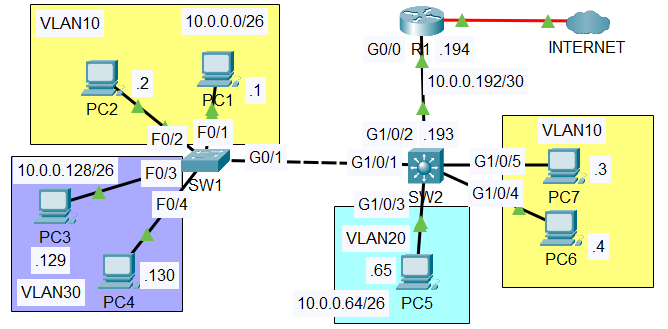 VLAN10
10.0.0.0/26
.2
.1
PC2
PC1
F0/2
F0/1
10.0.0.128/26
F0/3
SW1
F0/4
PC3
.129
.130
VLAN30
PC4
G0/1
G0/0
R1
.194
INTERNET
10.0.0.192/30
G1/0/2
.193
G1/0/1
SW2
G1/0/3
G1/0/5
G1/0/4
VLAN10
.3
PC7
.4
PC6
VLAN20
.65
10.0.0.64/26
PC5